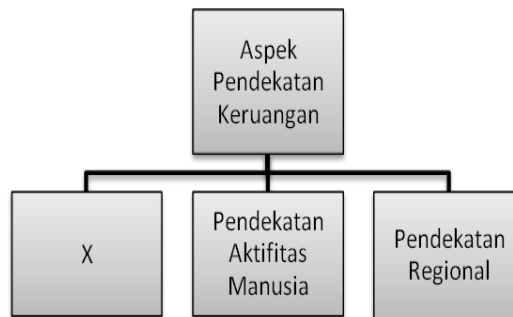 Aspek
Pendekatan
Keruangan
X
Pendekatan
Aktifitas
Manusia
Pendekatan
Regional